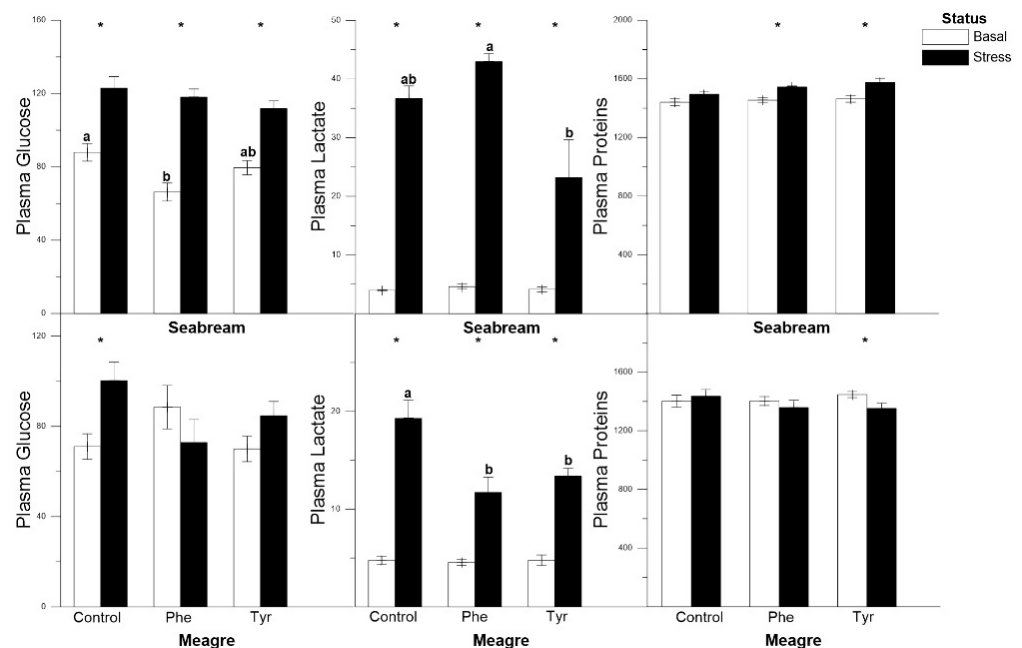 Status
Basal
Stress
* * *
* * *
* *
160
120
80
40
0
Plasma Glucose
a
b
ab
50
40
30
20
10
Plasma Lactate
ab
a
b
2000
1600
1200
800
400
Plasma Proteins
Seabream
Seabream
Seabream
*
* * *
*
120
80
40
0
Plasma Glucose
20
10
Plasma Lactate
a
b
b
1600
1200
800
400
Plasma Proteins
Control Phe Tyr
Control Phe Tyr
Control Phe Tyr
Meagre
Meagre
Meagre